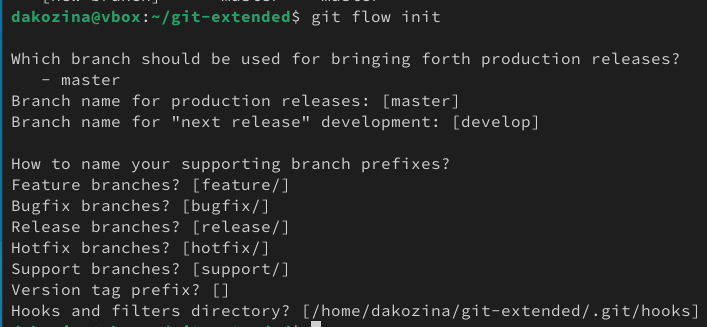 dakozina@vbox:~/git-extended$ git flow init
Which branch should be used for bringing forth production releases?
- master
Branch name for production releases: [master]
Branch name for "next release" development: [develop]
How to name your supporting branch prefixes?
Feature branches? [feature/]
Bugfix branches? [bugfix/]
Release branches? [release/]
Hotfix branches? [hotfix/]
Support branches? [support/]
Version tag prefix? []
Hooks and filters directory? [/home/dakozina/git-extended/.git/hooks]